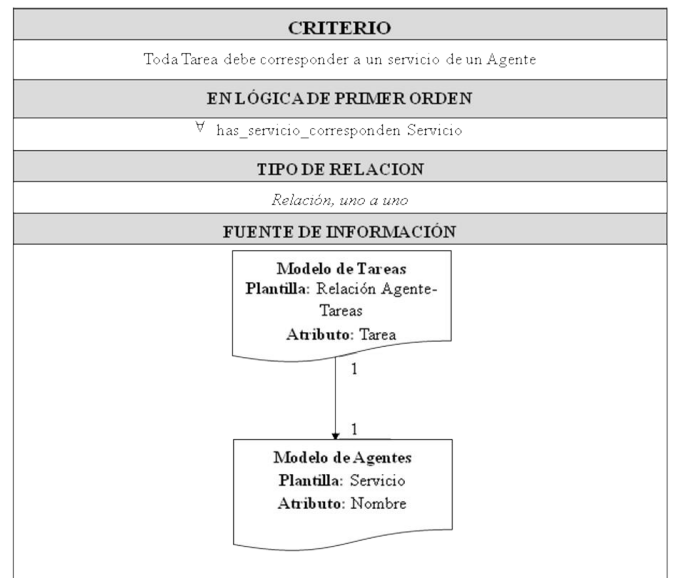 CRITERIO
Toda Tarea debe corresponder a un servicio de un Agente
EN LÓGICA DE PRIMER ORDEN
∀ has_servicio_corresponden Servicio
TIPO DE RELACION
Relación, uno a uno
FUENTE DE INFORMACIÓN
Modelo de Tareas
Plantilla: Relación Agente-
Tareas
Atributo: Tarea
1
1
Modelo de Agentes
Plantilla: Servicio
Atributo: Nombre